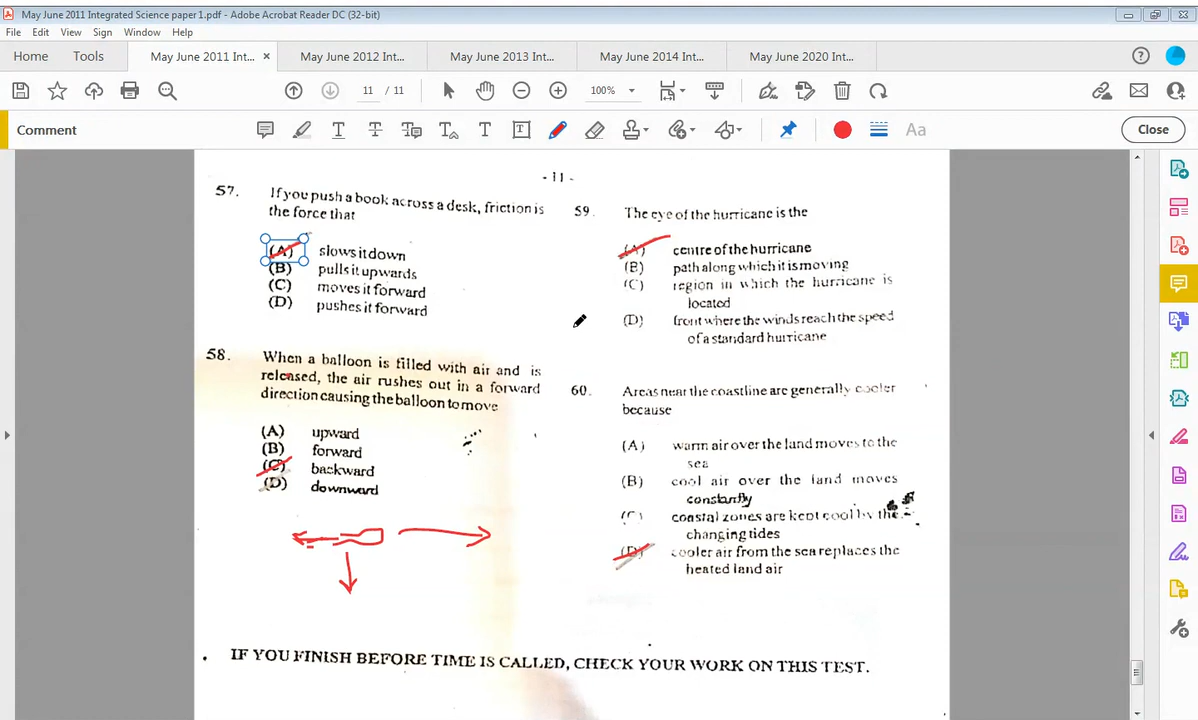 May June 2011 Integrated Science paper 1.pdf - Adobe Acrobat Reader DC (32-bit)
File Edit View Sign Window Help
Home Tools May June 2011 Int... × May June 2012 Int... May June 2013 Int... May June 2014 Int... May June 2020 Int...
11 / 11 100%
Comment Aa Close
- 11 -
57. If you push a book across a desk, friction is
the force that
(A) slows it down
(B) pulls it upwards
(C) moves it forward
(D) pushes it forward
58. When a balloon is filled with air and is
released, the air rushes out in a forward
direction causing the balloon to move
(A) upward
(B) forward
(C) backward
(D) downward
59. The eye of the hurricane is the
(A) centre of the hurricane
(B) path along which it is moving
(C) region in which the hurricane is
located
(D) front where the winds reach the speed
of a standard hurricane
60. Areas near the coastline are generally cooler
because
(A) warm air over the land moves to the
sea
(B) cool air over the land moves
constantly
(C) coastal zones are kept cool by the
changing tides
(D) cooler air from the sea replaces the
heated land air
IF YOU FINISH BEFORE TIME IS CALLED, CHECK YOUR WORK ON THIS TEST.